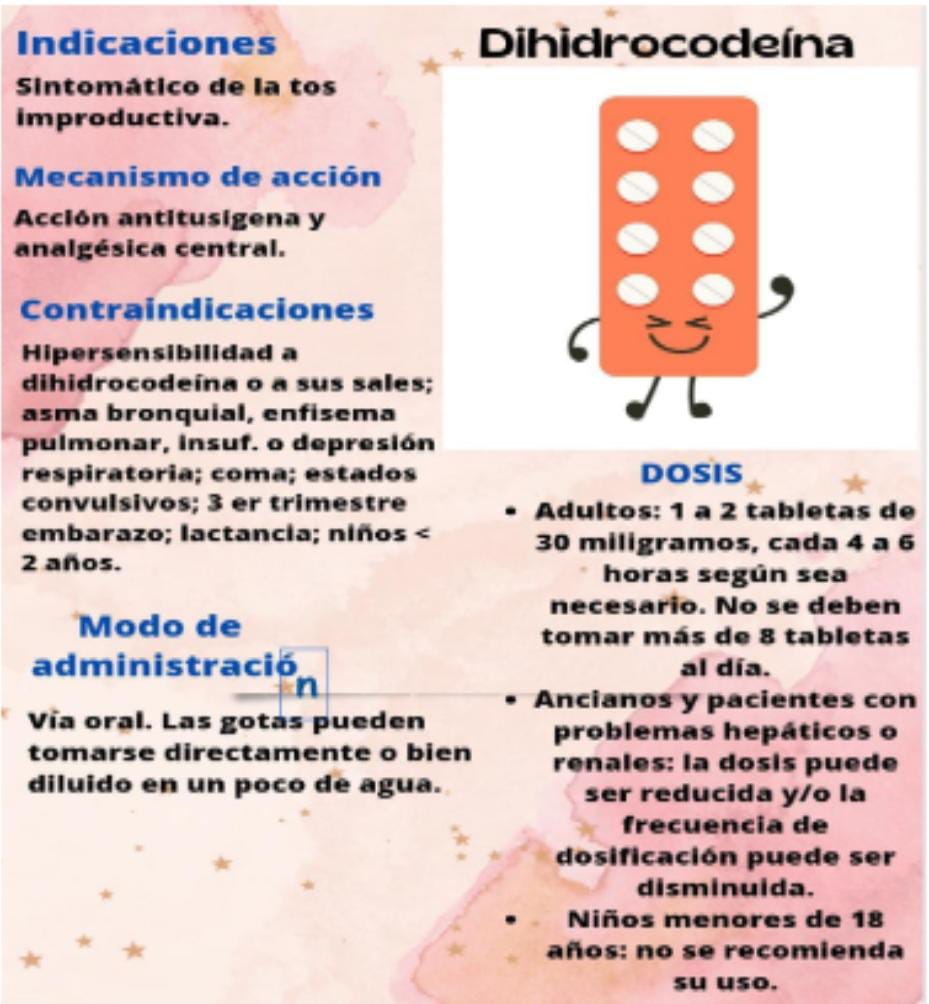 Dihidrocodeína
Indicaciones
Sintomático de la tos
improductiva.
Mecanismo de acción
Acción antitusígena y
analgésica central.
Contraindicaciones
Hipersensibilidad a
dihidrocodeína o a sus sales;
asma bronquial, enfisema
pulmonar, insuf. o depresión
respiratoria; coma; estados
convulsivos; 3 er trimestre
embarazo; lactancia; niños <
2 años.
Modo de
administració
n
Vía oral. Las gotas pueden
tomarse directamente o bien
diluido en un poco de agua.
DOSIS
• Adultos: 1 a 2 tabletas de
30 miligramos, cada 4 a 6
horas según sea
necesario. No se deben
tomar más de 8 tabletas
al día.
• Ancianos y pacientes con
problemas hepáticos o
renales: la dosis puede
ser reducida y/o la
frecuencia de
dosificación puede ser
disminuida.
• Niños menores de 18
años: no se recomienda
su uso.